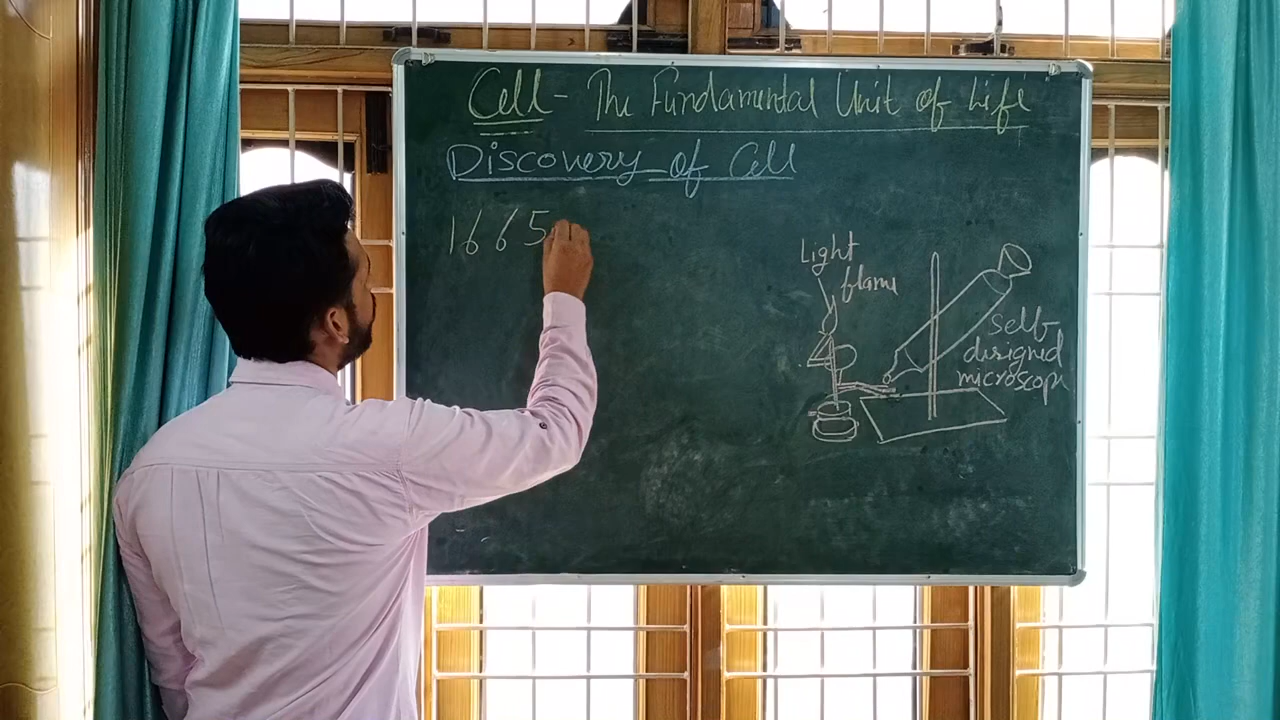 Cell - The Fundamental Unit of Life
Discovery of Cell
1665
Light
flame
self-
designed
microscope